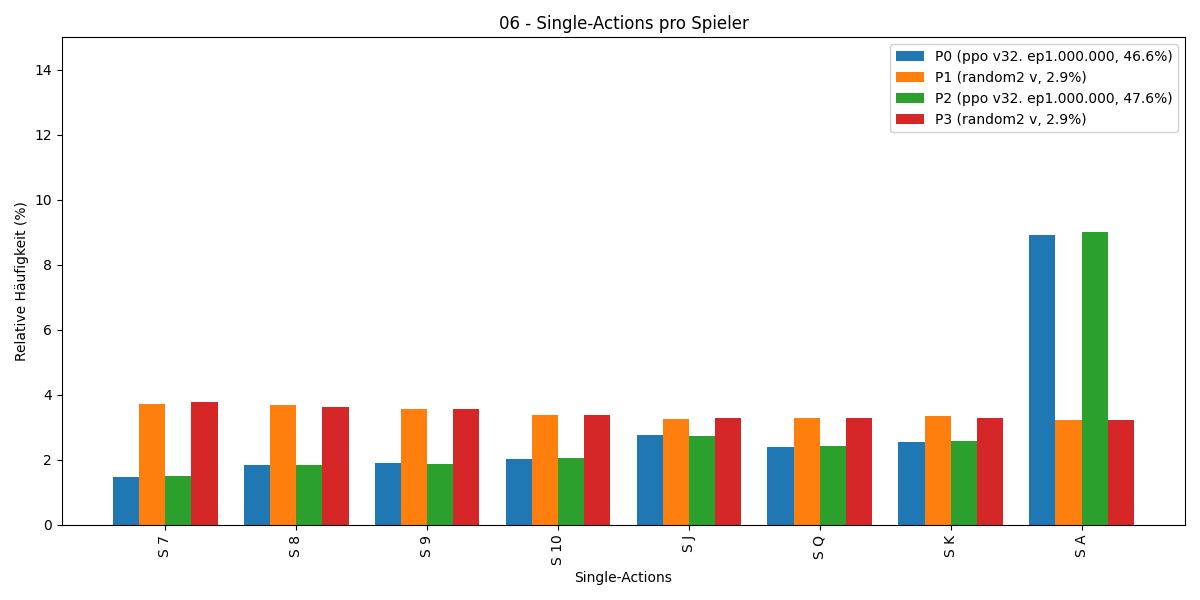 06 - Single-Actions pro Spieler
P0 (ppo v32. ep1.000.000, 46.6%)
P1 (random2 v, 2.9%)
P2 (ppo v32. ep1.000.000, 47.6%)
P3 (random2 v, 2.9%)
Relative Häufigkeit (%)
14
12
10
8
6
4
2
0
S 7
S 8
S 9
S 10
S J
S Q
S K
S A
Single-Actions